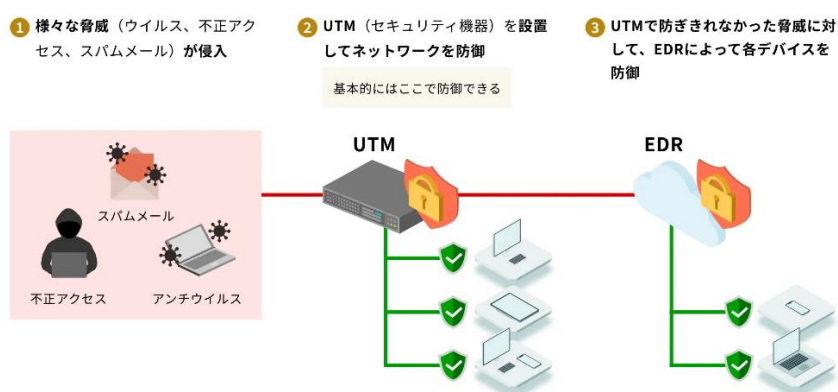 1 様々な脅威（ウイルス、不正アク
セス、スパムメール）が侵入
2 UTM（セキュリティ機器）を設置
してネットワークを防御
基本的にはここで防御できる
3 UTMで防ぎきれなかった脅威に対
して、EDRによって各デバイスを
防御
スパムメール
不正アクセス
アンチウイルス
UTM
EDR